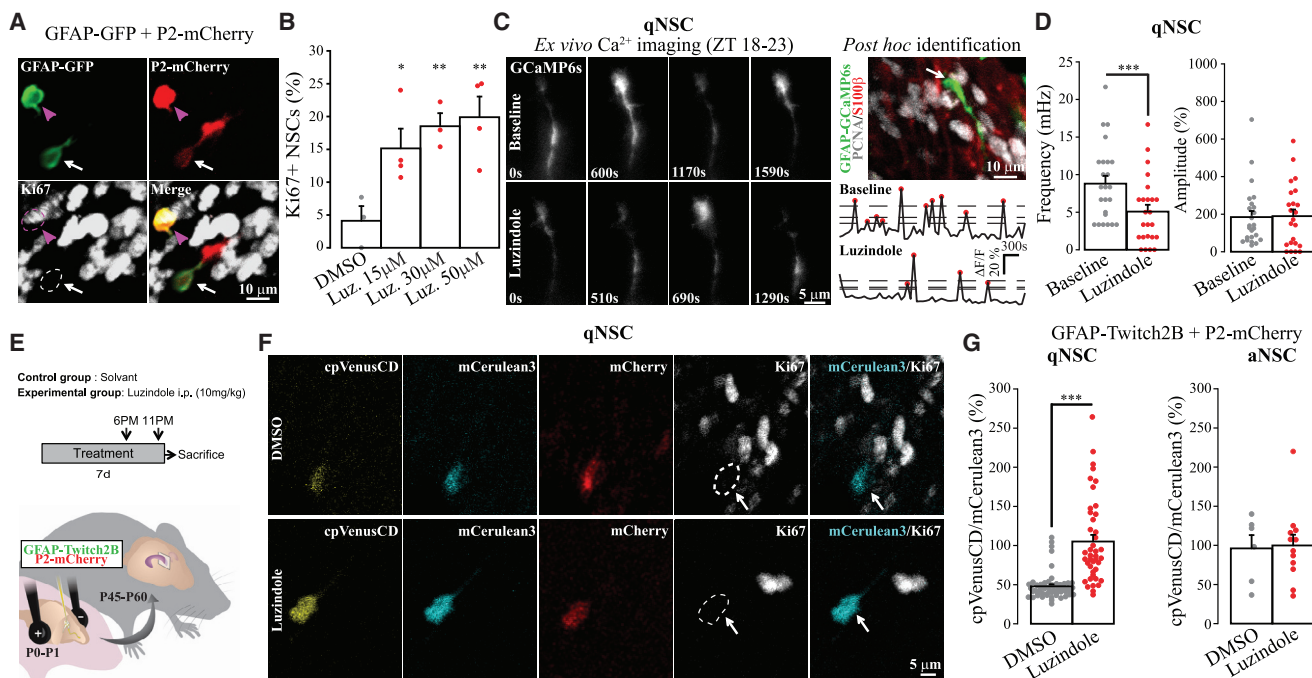 A
GFAP-GFP + P2-mCherry
GFAP-GFP
P2-mCherry
Ki67
Merge
10 µm
B
Ki67+ NSCs (%)
30
25
20
15
10
5
0
*
**
**
DMSO
Luz. 15µM
Luz. 30µM
Luz. 50µM
C
qNSC
Ex vivo Ca²⁺ imaging (ZT 18-23)
Post hoc identification
GCaMP6s
Baseline
0s
600s
1170s
1590s
Luzindole
0s
510s
690s
1290s
5 µm
GFAP-GCaMP6s
PCNA/S100β
10 µm
Baseline
Luzindole
300s
ΔF/F
20 %
D
qNSC
Frequency (mHz)
25
20
15
10
5
0
***
Baseline
Luzindole
Amplitude (%)
1000
800
600
400
200
0
Baseline
Luzindole
E
Control group : Solvant
Experimental group: Luzindole i.p. (10mg/kg)
6PM 11PM
Treatment
Sacrifice
7d
GFAP-Twitch2B
P2-mCherry
P45-P60
+
-
P0-P1
F
qNSC
DMSO
cpVenusCD
mCerulean3
mCherry
Ki67
mCerulean3/Ki67
Luzindole
cpVenusCD
mCerulean3
mCherry
Ki67
mCerulean3/Ki67
5 µm
G
GFAP-Twitch2B + P2-mCherry
qNSC
aNSC
cpVenusCD/mCerulean3 (%)
300
250
200
150
100
50
0
***
DMSO
Luzindole
cpVenusCD/mCerulean3 (%)
300
250
200
150
100
50
0
DMSO
Luzindole